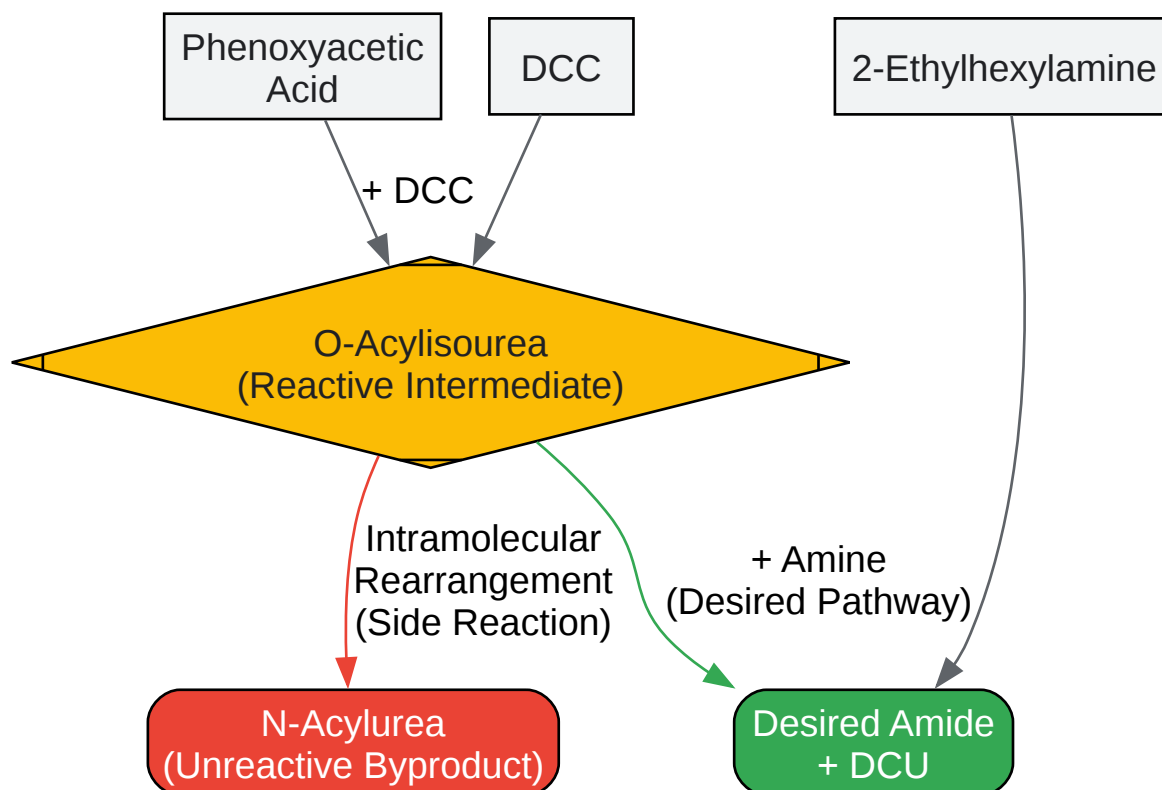 Phenoxyacetic
Acid
DCC
2-Ethylhexylamine
+ DCC
O-Acylisourea
(Reactive Intermediate)
Intramolecular
Rearrangement
(Side Reaction)
+ Amine
(Desired Pathway)
N-Acylurea
(Unreactive Byproduct)
Desired Amide
+ DCU